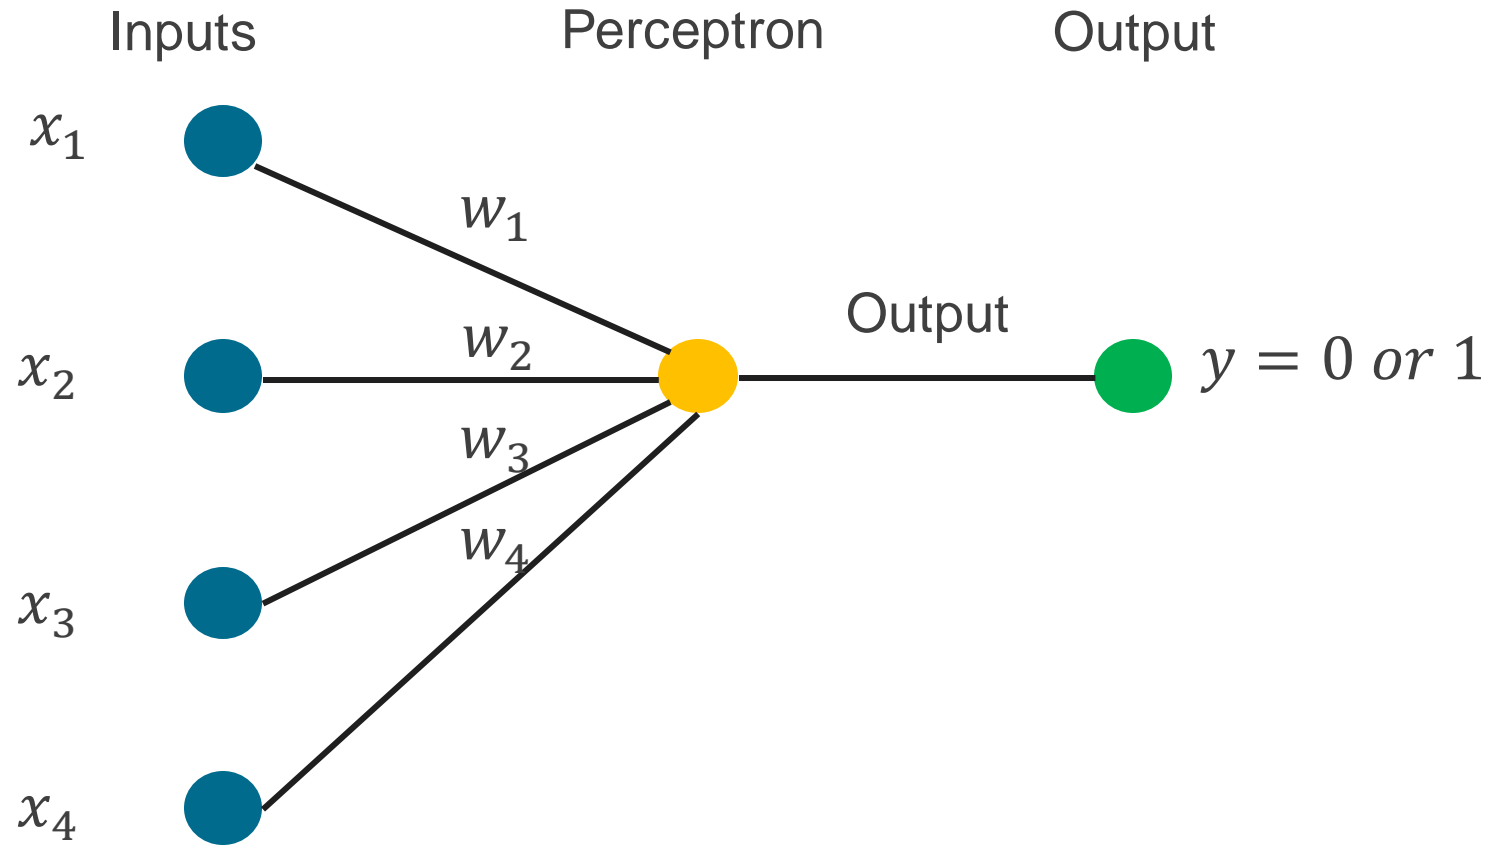 Inputs Perceptron Output
x₁
w₁
w₂
Output
x₂
y = 0 or 1
w₃
w₄
x₃
x₄